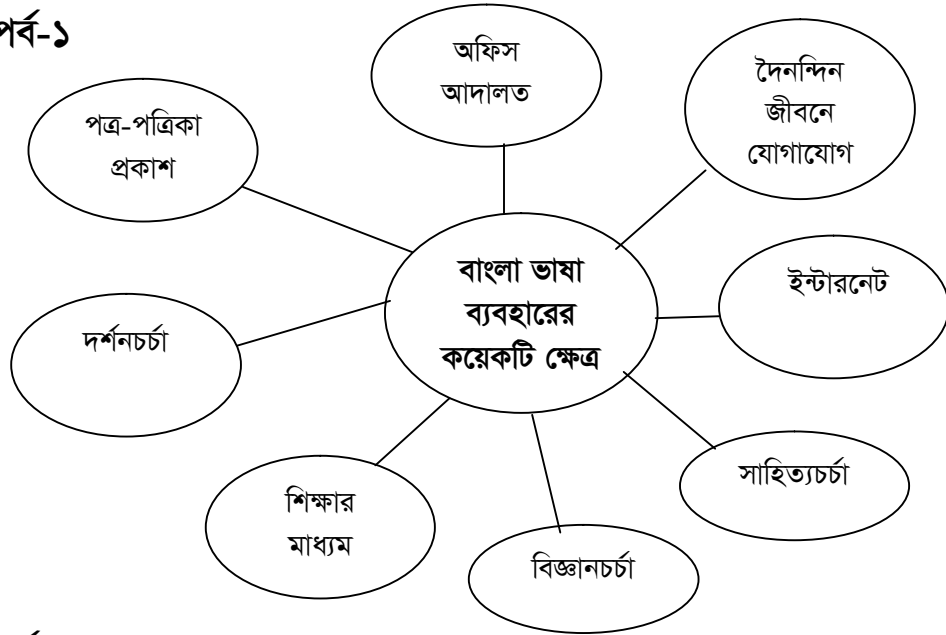 পর্ব-১
অফিস
আদালত
দৈনন্দিন
জীবনে
যোগাযোগ
পত্র-পত্রিকা
প্রকাশ
বাংলা ভাষা
ব্যবহারের
কয়েকটি ক্ষেত্র
ইন্টারনেট
দর্শনচর্চা
সাহিত্যচর্চা
শিক্ষার
মাধ্যম
বিজ্ঞানচর্চা